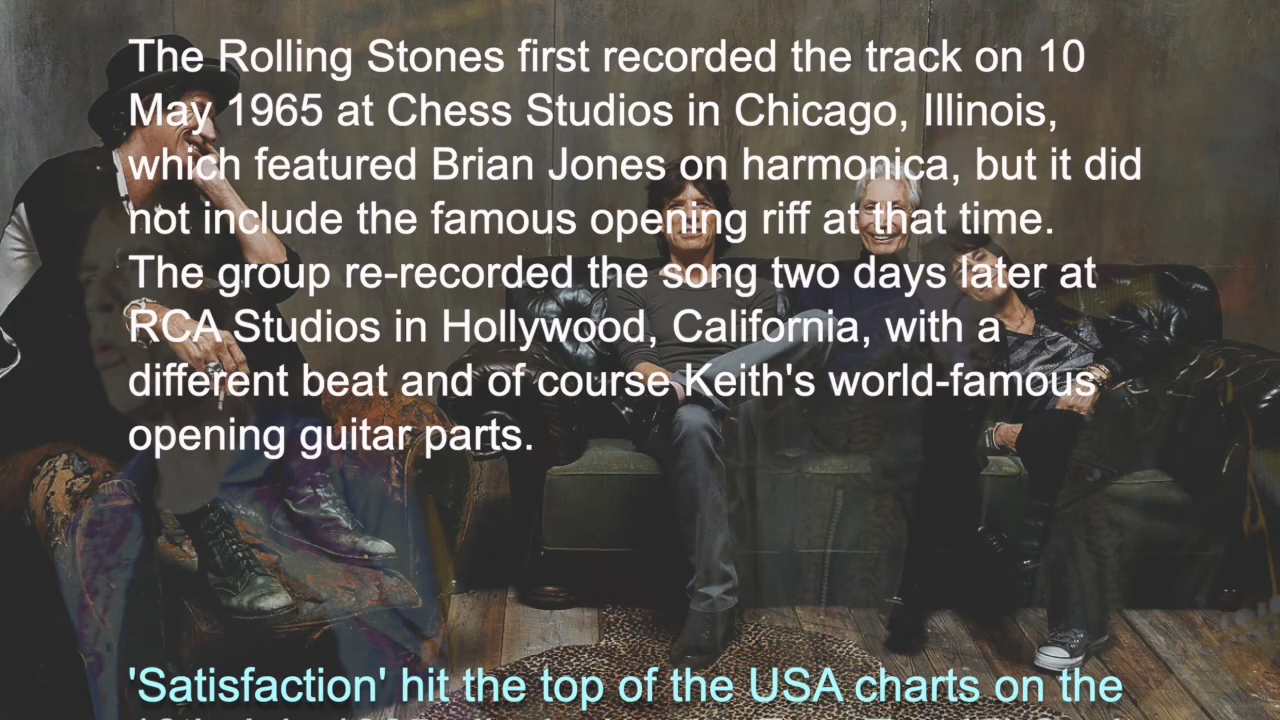 The Rolling Stones first recorded the track on 10
May 1965 at Chess Studios in Chicago, Illinois,
which featured Brian Jones on harmonica, but it did
not include the famous opening riff at that time.
The group re-recorded the song two days later at
RCA Studios in Hollywood, California, with a
different beat and of course Keith's world-famous
opening guitar parts.
'Satisfaction' hit the top of the USA charts on the